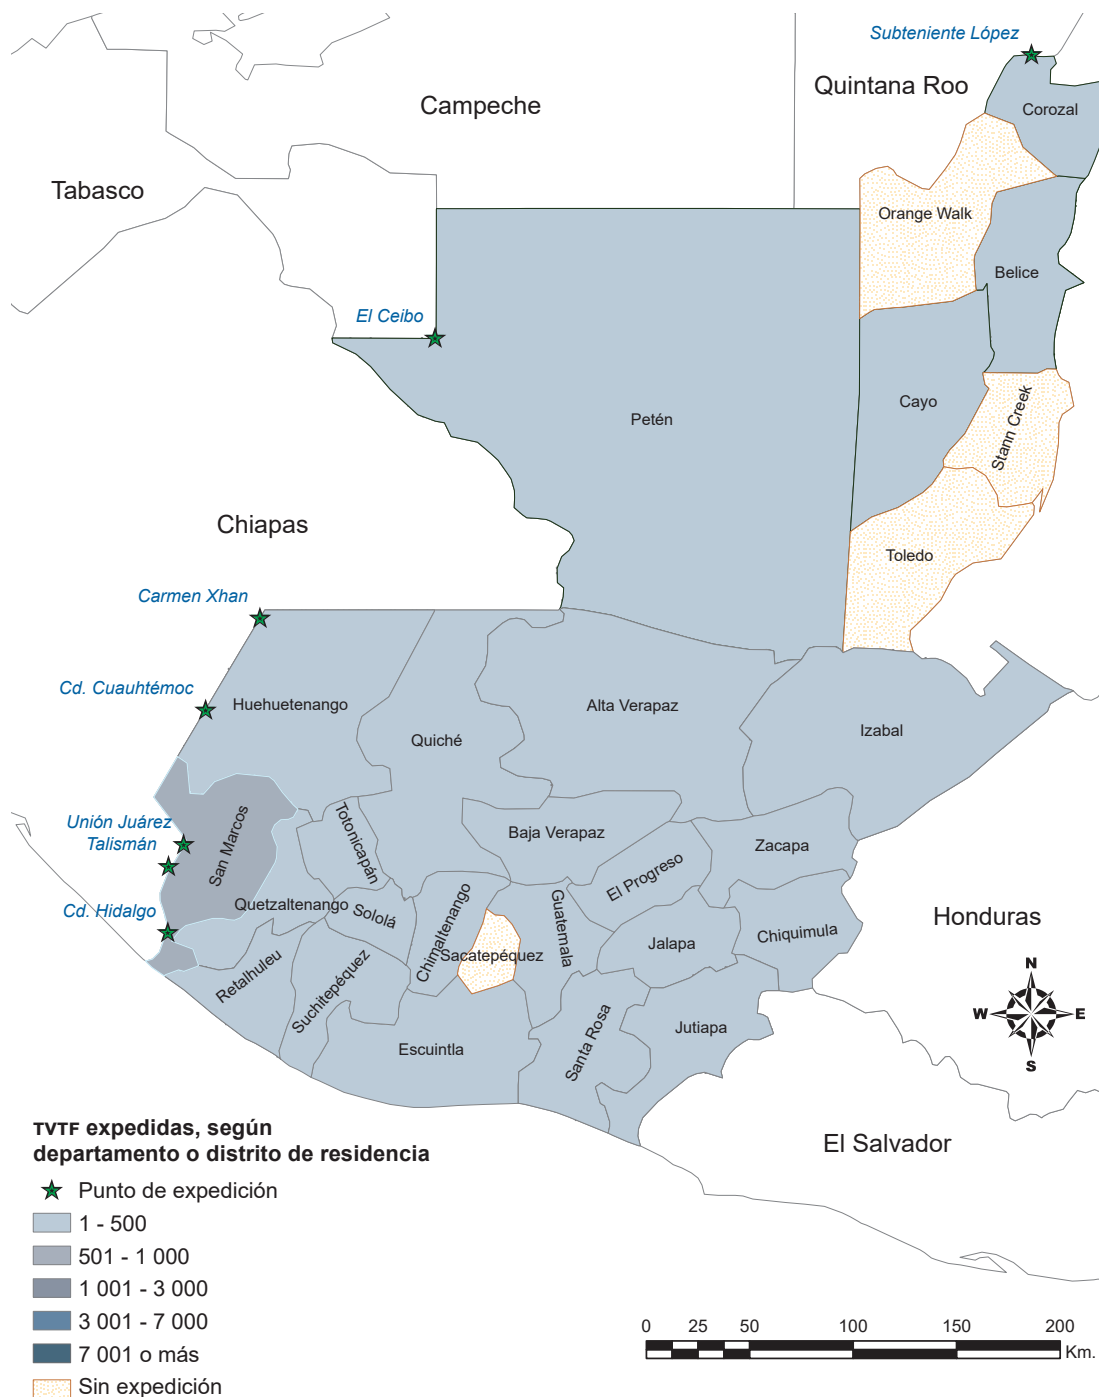 Subteniente López
Quintana Roo
Campeche
Corozal
Tabasco
Orange Walk
Belice
El Ceibo
Cayo
Petén
Stann Creek
Chiapas
Toledo
Carmen Xhan
Cd. Cuauhtémoc
Huehuetenango
Alta Verapaz
Izabal
Quiché
Unión Juárez
Talismán
San Marcos
Totonicapán
Baja Verapaz
Zacapa
El Progreso
Cd. Hidalgo
Quetzaltenango
Sololá
Chimaltenango
Guatemala
Honduras
Chiquimula
Jalapa
Sacatepéquez
Retalhuleu
Suchitepéquez
N
W
E
S
Jutiapa
Escuintla
Santa Rosa
El Salvador
TVTF expedidas, según
departamento o distrito de residencia
Punto de expedición
1 - 500
501 - 1 000
1 001 - 3 000
3 001 - 7 000
7 001 o más
Sin expedición
0 25 50 100 150 200
Km.